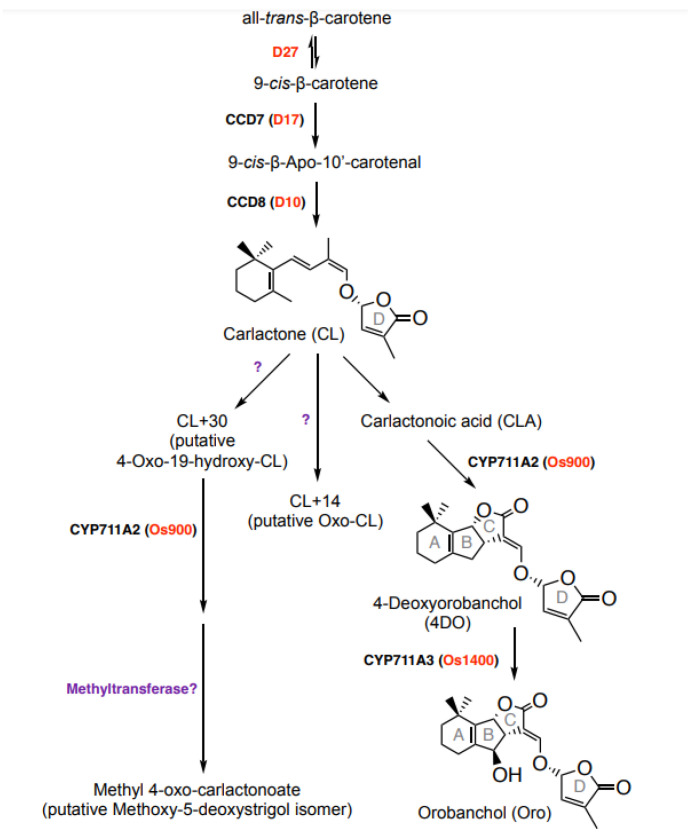 all-trans-β-carotene
D27
9-cis-β-carotene
CCD7 (D17)
9-cis-β-Apo-10’-carotenal
CCD8 (D10)
O
O
D
O
Carlactone (CL)
?
?
CL+30
(putative
4-Oxo-19-hydroxy-CL)
Carlactonoic acid (CLA)
CYP711A2 (Os900)
CL+14
(putative Oxo-CL)
CYP711A2 (Os900)
O
O
A
B
C
O
O
D
O
4-Deoxyorobanchol
(4DO)
CYP711A3 (Os1400)
Methyltransferase?
O
O
A
B
C
OH
O
O
D
O
Methyl 4-oxo-carlactonoate
(putative Methoxy-5-deoxystrigol isomer)
Orobanchol (Oro)